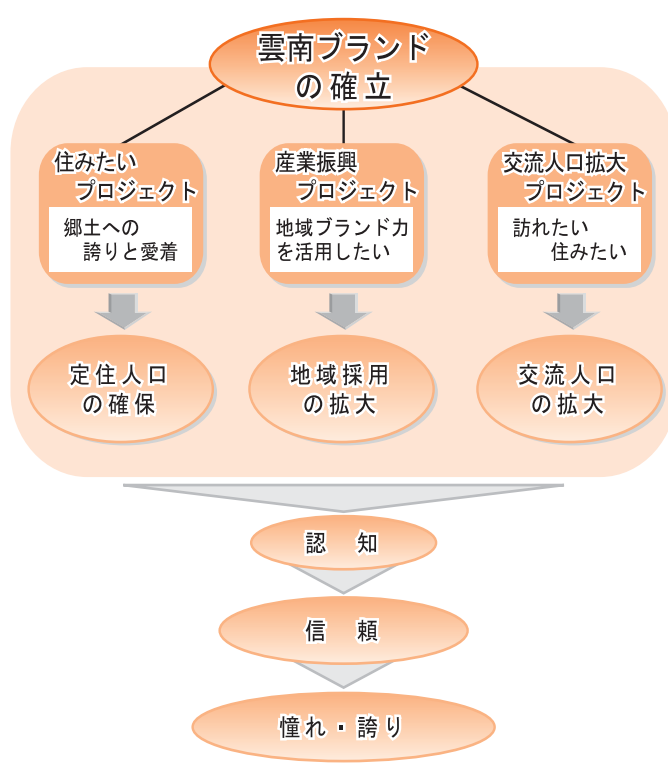 雲南ブランド
の確立
住みたい
プロジェクト
郷土への
誇りと愛着
産業振興
プロジェクト
地域ブランド力
を活用したい
交流人口拡大
プロジェクト
訪れたい
住みたい
定住人口
の確保
地域採用
の拡大
交流人口
の拡大
認 知
信 頼
憧れ・誇り